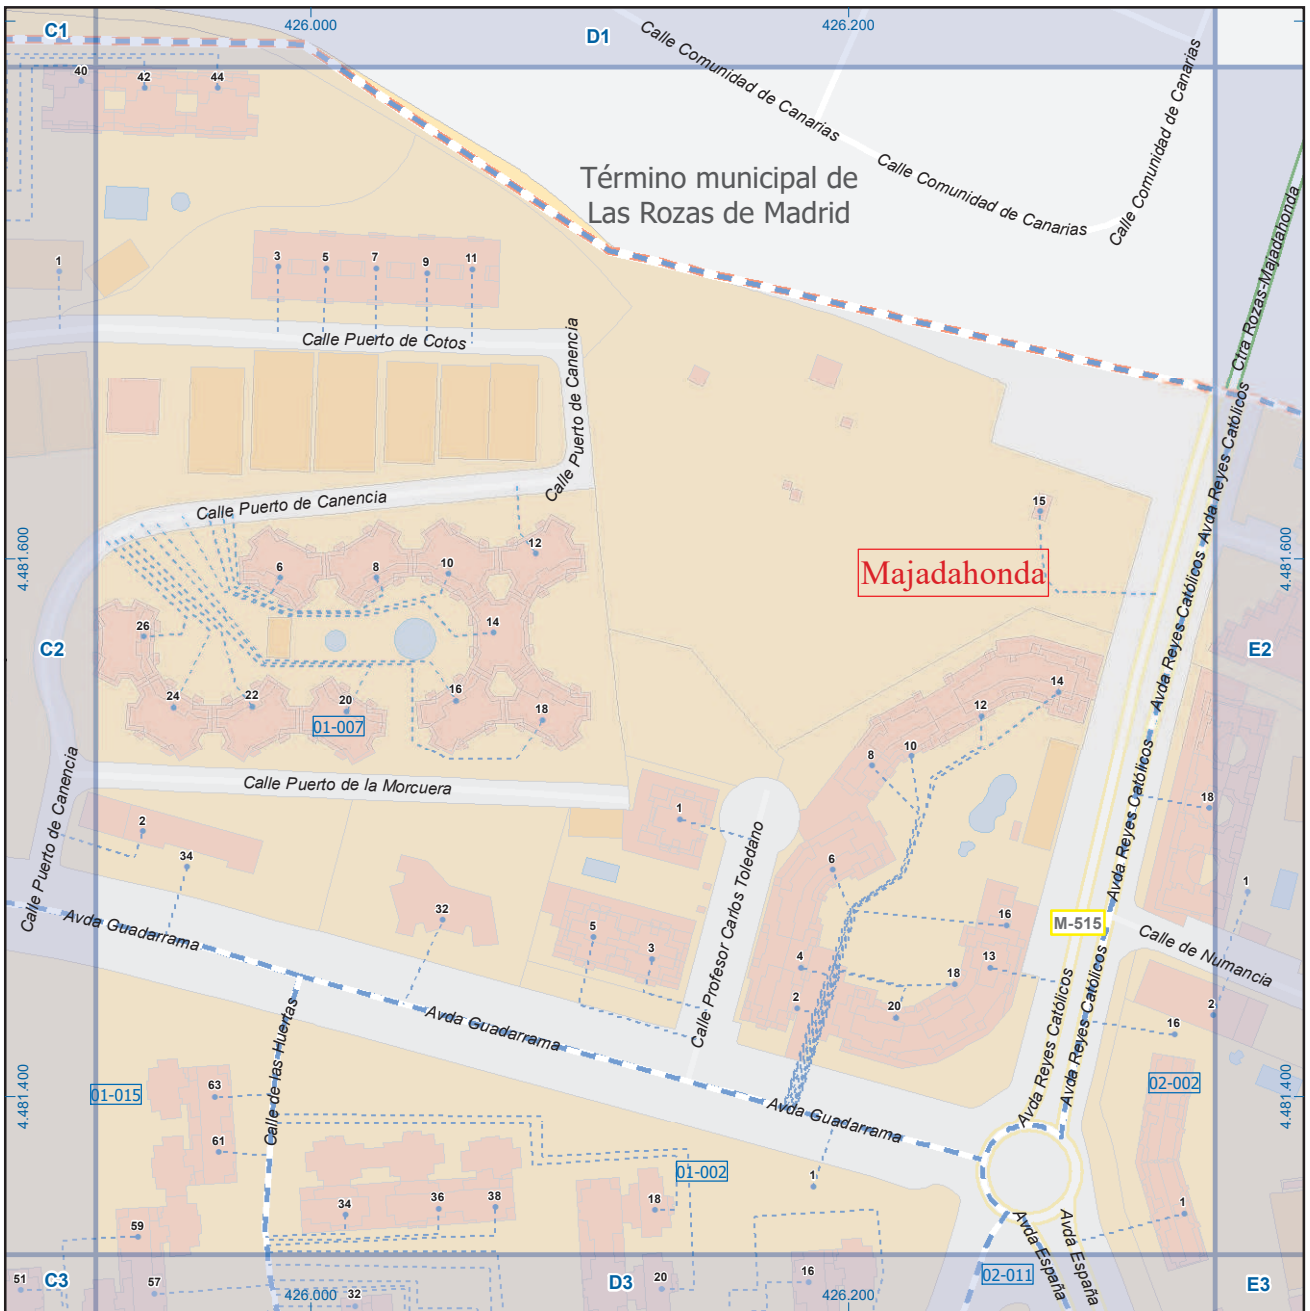 C1
426.000
D1
426.200
40
42
44
Calle Comunidad de Canarias
Calle Comunidad de Canarias
Calle Comunidad de Canarias
Término municipal de
Las Rozas de Madrid
Ctra Rozas-Majadahonda
1
3
5
7
9
11
Calle Puerto de Cotos
Calle Puerto de Canencia
Calle Puerto de Canencia
Avda Reyes Católicos
15
12
4.481.600
6
8
10
Majadahonda
4.481.600
Avda Reyes Católicos
26
14
C2
E2
24
22
20
16
18
01-007
14
12
10
8
Calle Puerto de Canencia
Calle Puerto de la Morcuera
Avda Reyes Católicos
18
2
1
34
Calle Profesor Carlos Toledano
6
1
32
16
M-515
Avda Guadarrama
5
3
4
18
13
Calle de Numancia
2
20
2
16
Avda Guadarrama
Calle de las Huertas
Avda Reyes Católicos
Avda Reyes Católicos
4.481.400
01-015
63
02-002
4.481.400
Avda Guadarrama
61
01-002
1
34
36
38
18
1
59
Avda España
Avda España
C3
51
57
426.000
32
D3
20
16
426.200
02-011
E3